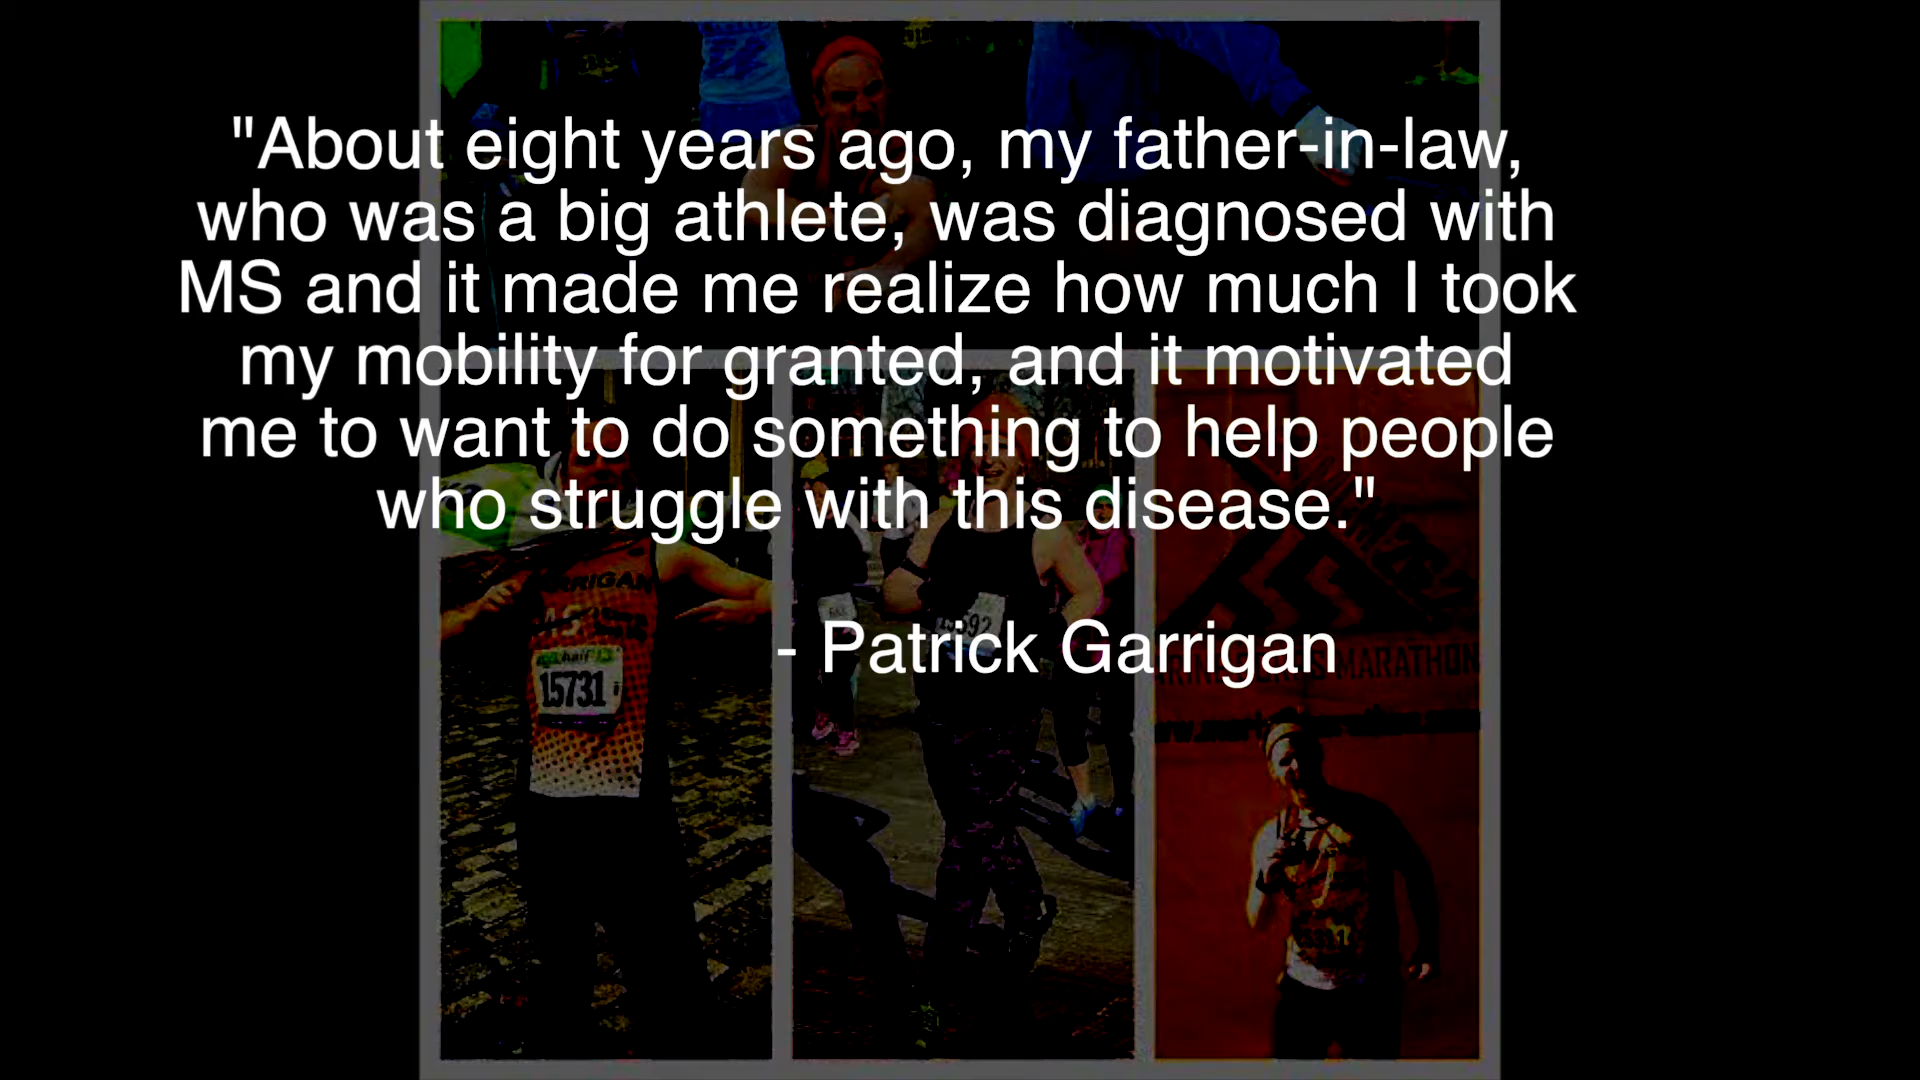 "About eight years ago, my father-in-law,
who was a big athlete, was diagnosed with
MS and it made me realize how much I took
my mobility for granted, and it motivated
me to want to do something to help people
who struggle with this disease."
- Patrick Garrigan
15731
MARATHON